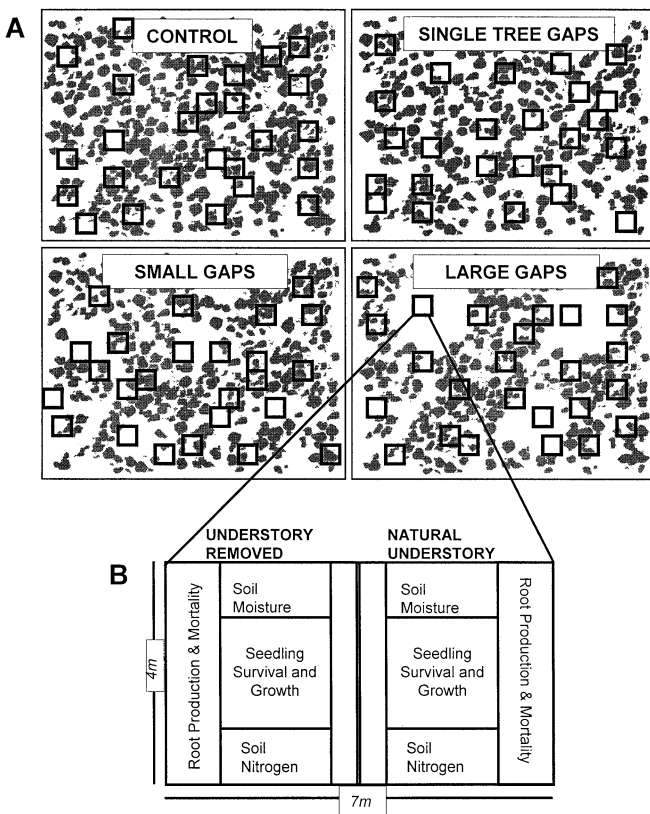 A
CONTROL
SINGLE TREE GAPS
SMALL GAPS
LARGE GAPS
B
UNDERSTORY
REMOVED
NATURAL
UNDERSTORY
4m
Root Production & Mortality
Soil
Moisture
Seedling
Survival and
Growth
Soil
Nitrogen
Soil
Moisture
Seedling
Survival and
Growth
Soil
Nitrogen
Root Production & Mortality
7m